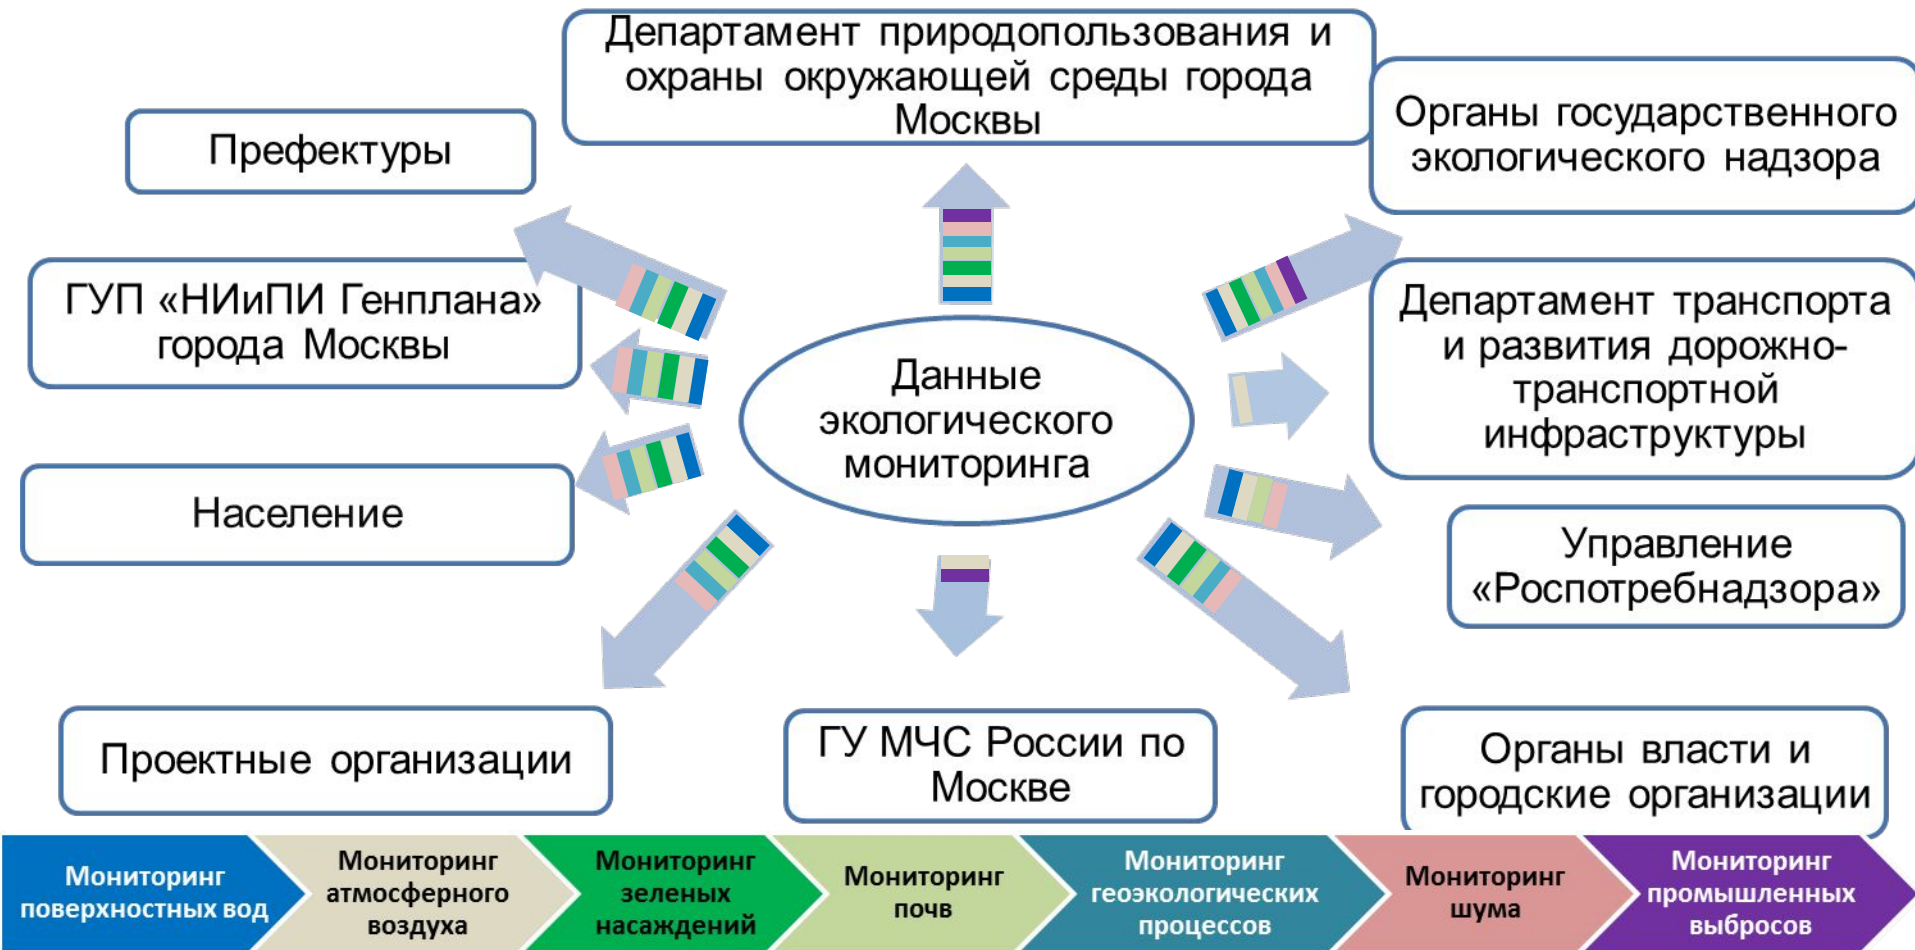 Департамент природопользования и
охраны окружающей среды города
Москвы
Органы государственного
экологического надзора
Префектуры
ГУП «НИиПИ Генплана»
города Москвы
Департамент транспорта
и развития дорожно-
транспортной
инфраструктуры
Данные
экологического
мониторинга
Население
Управление
«Роспотребнадзора»
Проектные организации
ГУ МЧС России по
Москве
Органы власти и
городские организации
Мониторинг
поверхностных вод
Мониторинг
атмосферного
воздуха
Мониторинг
зеленых
насаждений
Мониторинг
почв
Мониторинг
геоэкологических
процессов
Мониторинг
шума
Мониторинг
промышленных
выбросов